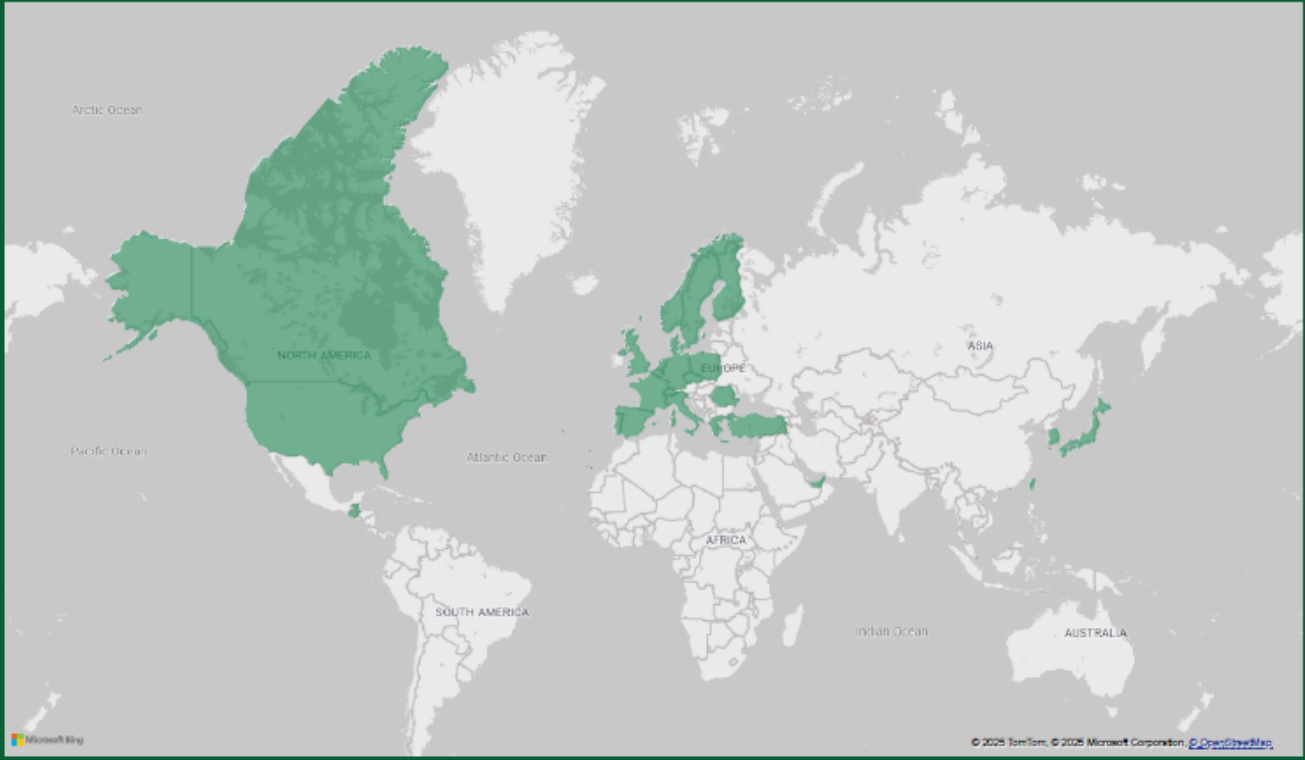 Arctic Ocean
NORTH AMERICA
ASIA
EUROPE
Pacific Ocean
Atlantic Ocean
AFRICA
SOUTH AMERICA
Indian Ocean
AUSTRALIA
Microsoft Bing
© 2025 TomTom, © 2025 Microsoft Corporation, © OpenStreetMap